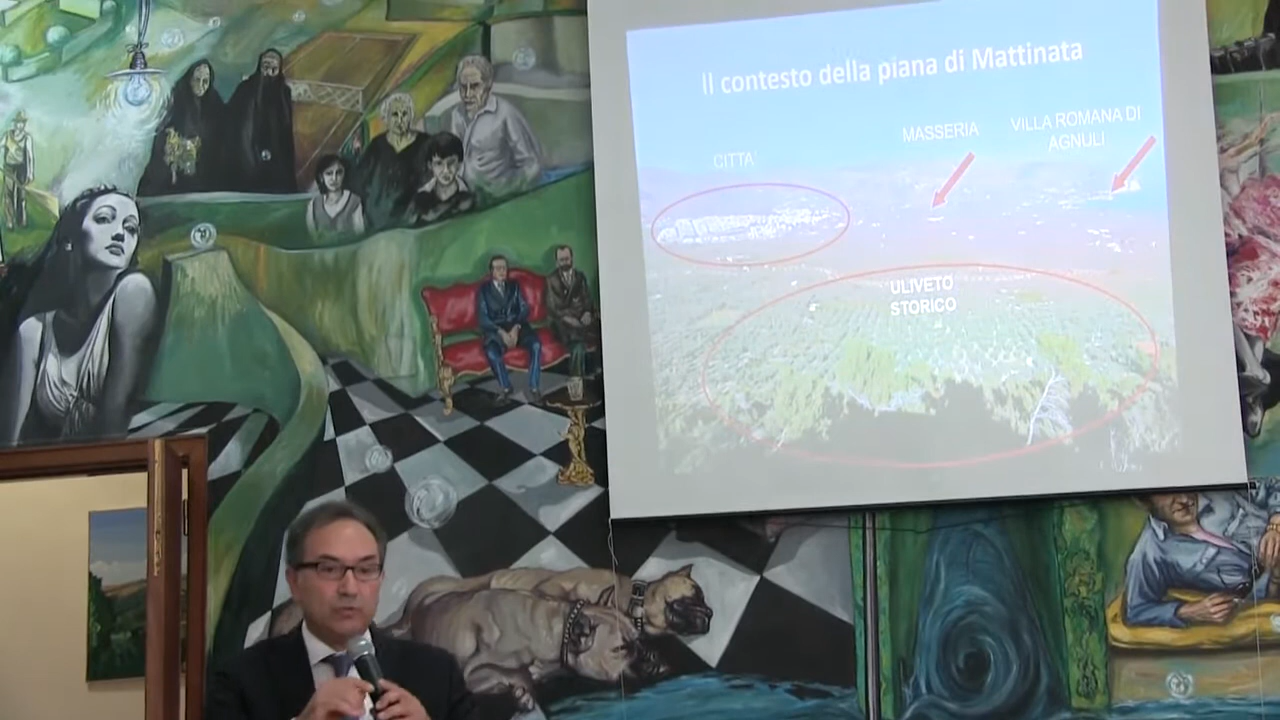 Il contesto della piana di Mattinata
CITTA'
MASSERIA
VILLA ROMANA DI
AGNULI
ULIVETO
STORICO